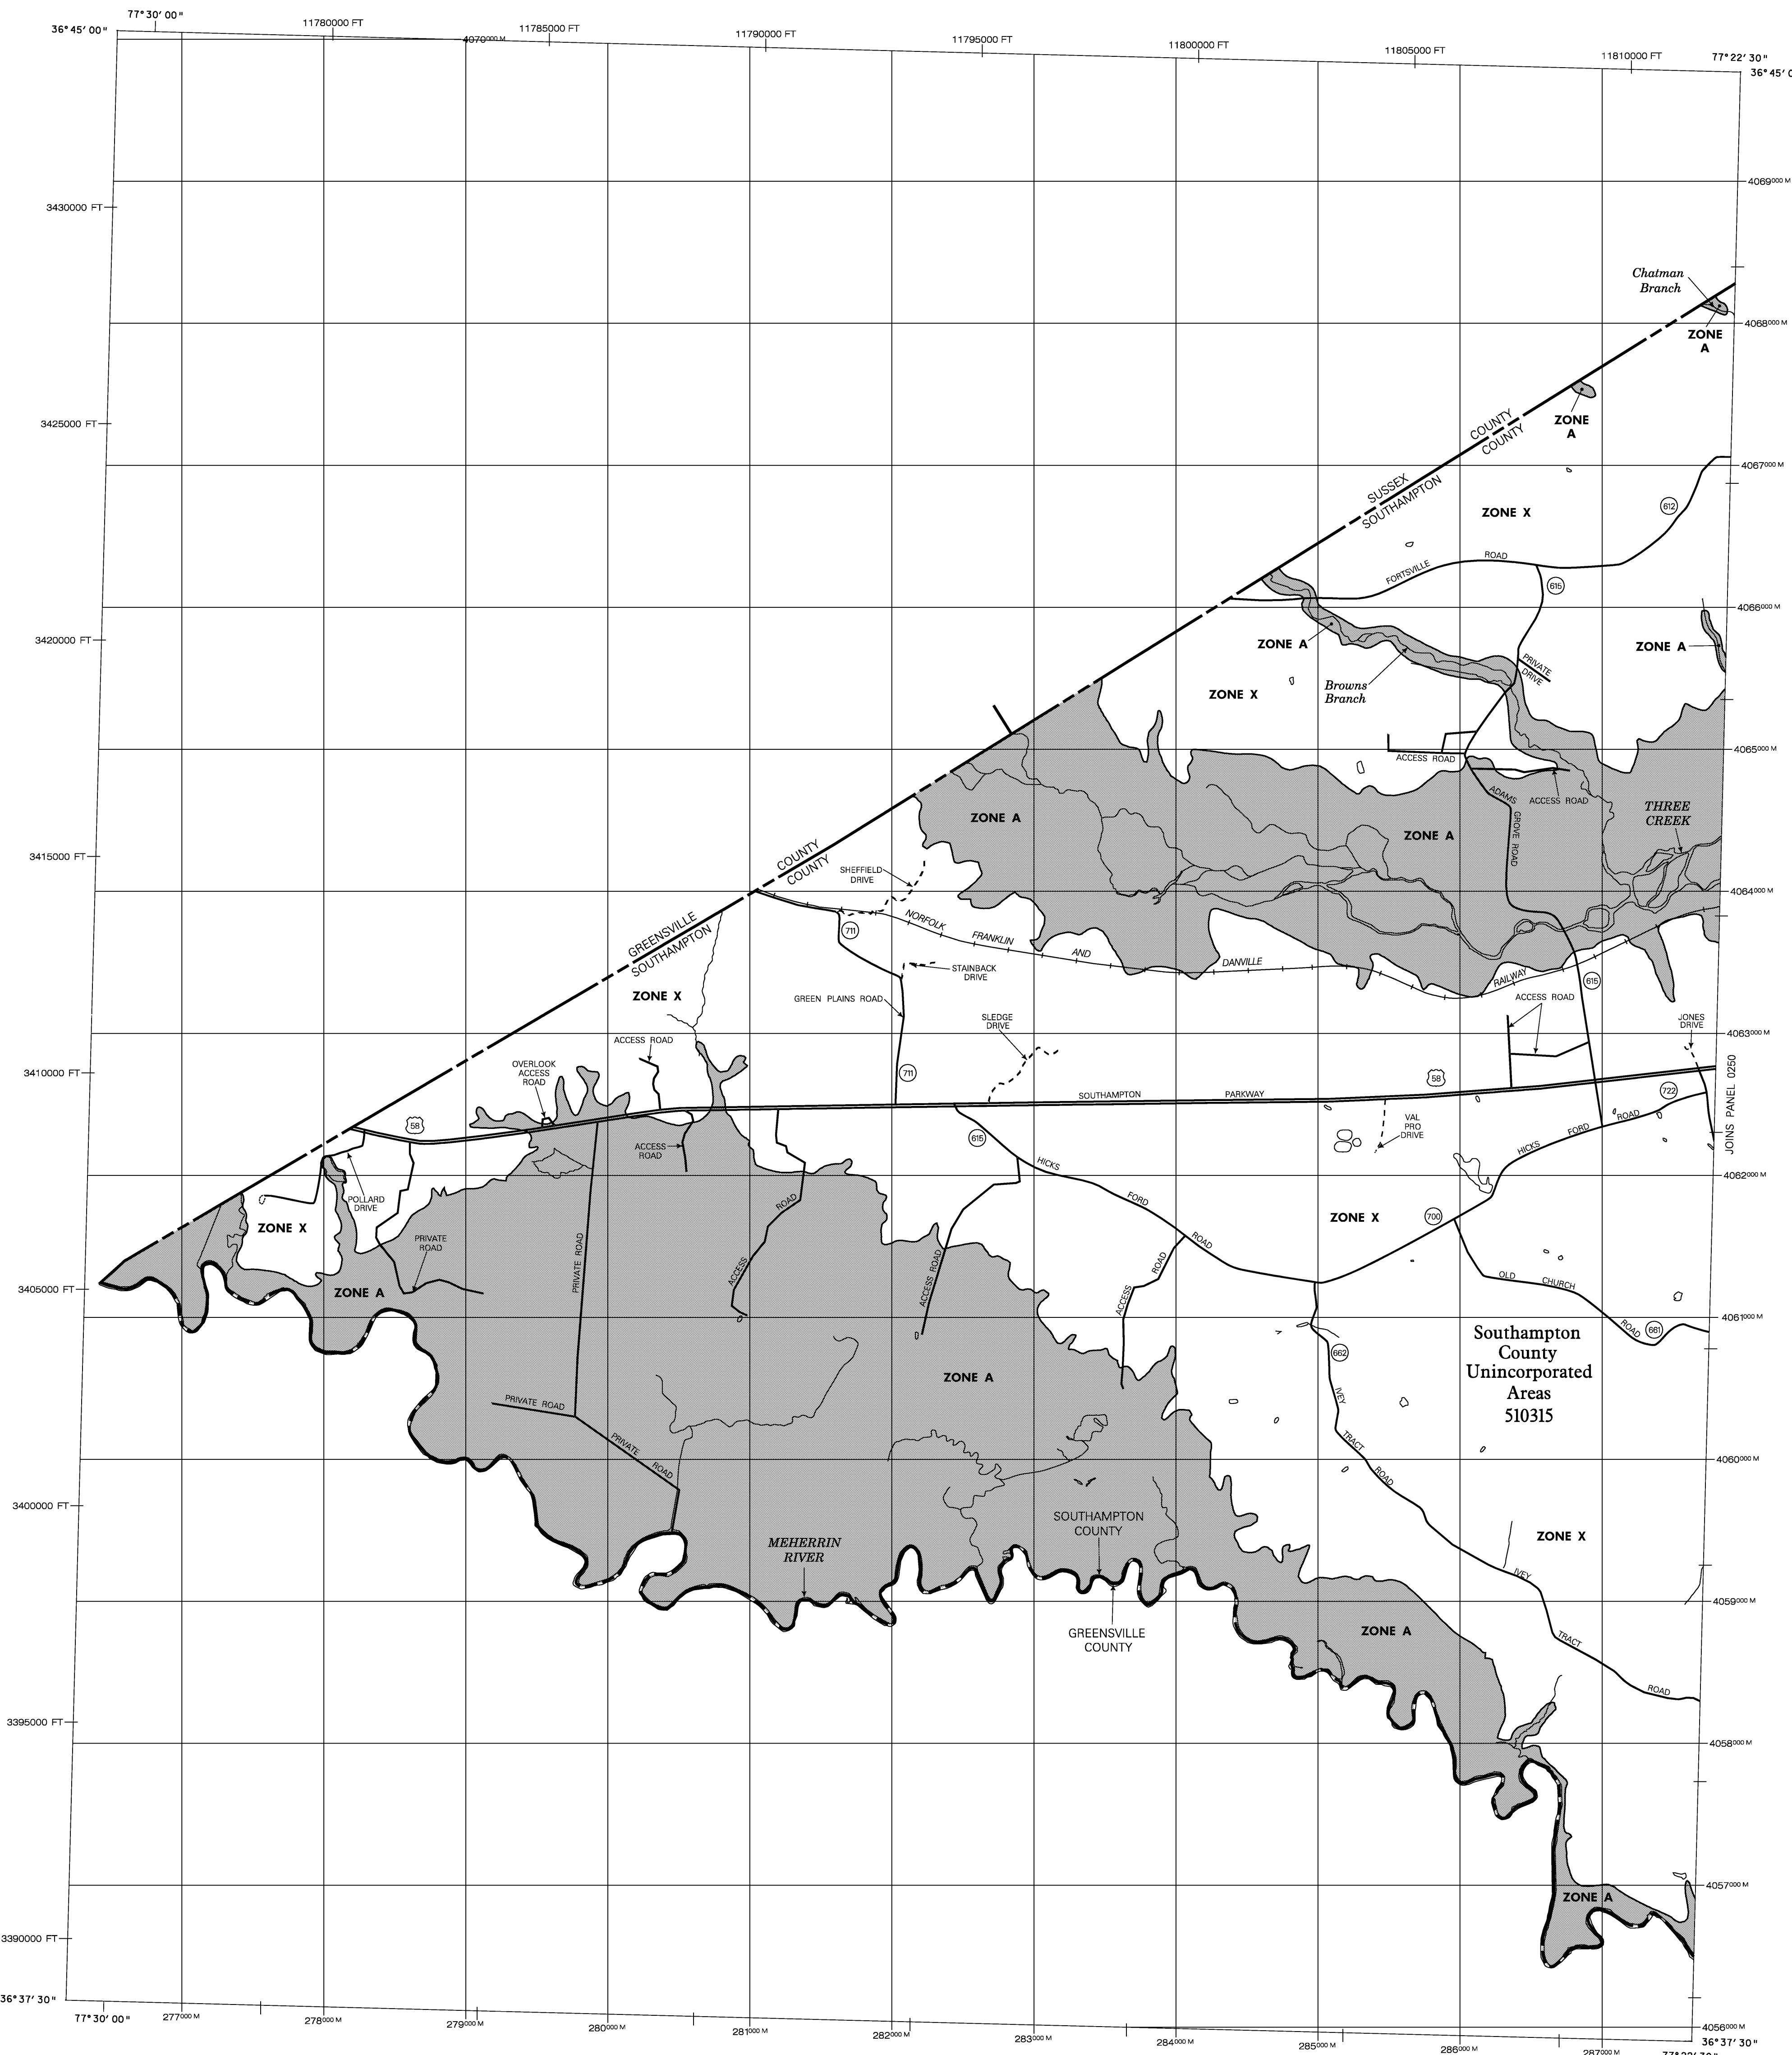 77°30' 00"
36°45' 00"
11780000 FT
4070000 M
11785000 FT
11790000 FT
11795000 FT
11800000 FT
11805000 FT
11810000 FT
77°22' 30"
36°45' 0
4069000 M
3430000 FT
Chatman
Branch
4068000 M
ZONE
A
3425000 FT
COUNTY
COUNTY
ZONE
A
4067000 M
SUSSEX
SOUTHAMPTON
ZONE X
612
FORTSVILLE
ROAD
615
4066000 M
3420000 FT
ZONE A
ZONE A
PRIVATE
DRIVE
Browns
Branch
ZONE X
4065000 M
ACCESS ROAD
ADAMS
GROVE ROAD
ACCESS ROAD
THREE
CREEK
ZONE A
ZONE A
3415000 FT
COUNTY
COUNTY
SHEFFIELD
DRIVE
4064000 M
GREENSVILLE
SOUTHAMPTON
711
NORFOLK
FRANKLIN
AND
DANVILLE
RAILWAY
STAINBACK
DRIVE
615
ZONE X
GREEN PLAINS ROAD
ACCESS ROAD
SLEDGE
DRIVE
JONES
DRIVE
4063000 M
ACCESS ROAD
OVERLOOK
ACCESS
ROAD
3410000 FT
711
58
722
JOINS PANEL 0250
SOUTHAMPTON
PARKWAY
58
VAL
PRO
DRIVE
ACCESS
ROAD
615
HICKS
FORD
ROAD
HICKS
FORD
ROAD
4062000 M
POLLARD
DRIVE
ZONE X
PRIVATE
ROAD
PRIVATE ROAD
ACCESS
ROAD
ACCESS ROAD
ACCESS
ROAD
ZONE X
700
OLD
CHURCH
ROAD
661
3405000 FT
ZONE A
4061000 M
Southampton
County
Unincorporated
Areas
510315
662
ZONE A
PRIVATE ROAD
PRIVATE
ROAD
IVEY
TRACT
ROAD
4060000 M
3400000 FT
SOUTHAMPTON
COUNTY
MEHERRIN
RIVER
ZONE X
IVEY
TRACT
ROAD
4059000 M
GREENSVILLE
COUNTY
ZONE A
3395000 FT
4058000 M
4057000 M
ZONE A
3390000 FT
36°37' 30"
77°30' 00"
277000 M
278000 M
279000 M
280000 M
281000 M
282000 M
283000 M
284000 M
285000 M
286000 M
287000 M
4056000 M
36°37' 30"